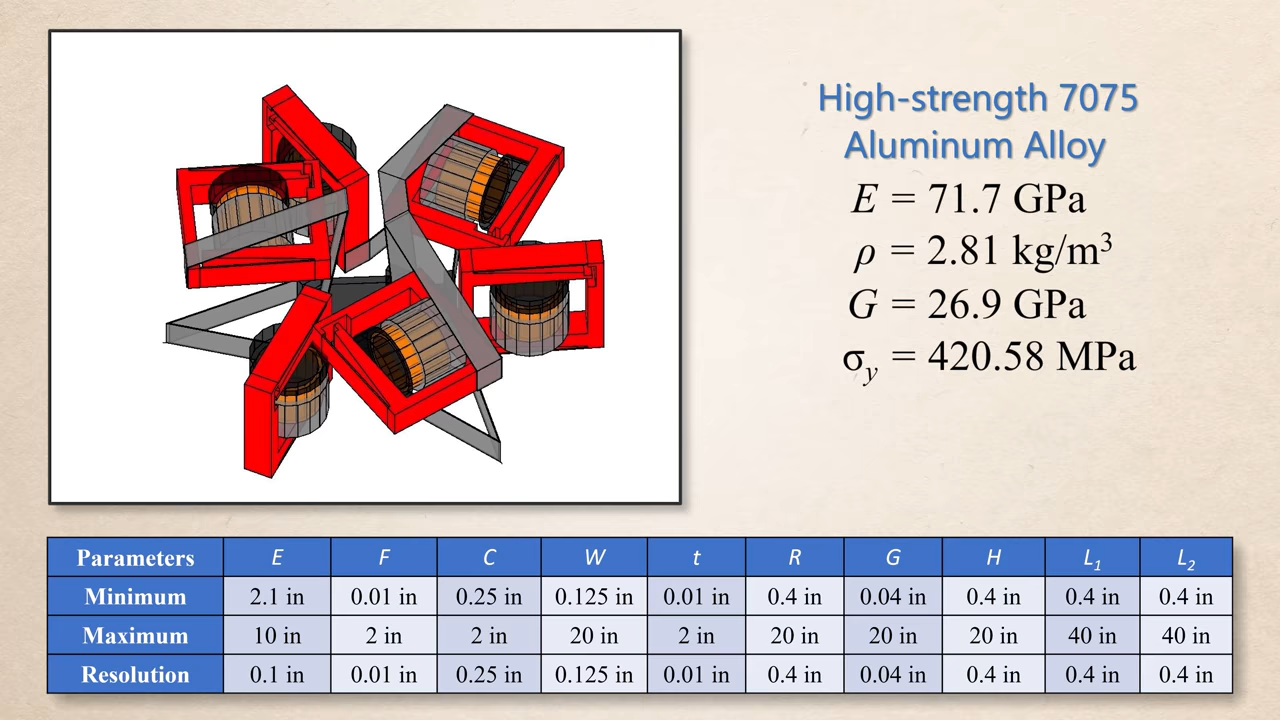 High-strength 7075
Aluminum Alloy
E = 71.7 GPa
ρ = 2.81 kg/m³
G = 26.9 GPa
σy = 420.58 MPa
Parameters E F C W t R G H L1 L2
Minimum 2.1 in 0.01 in 0.25 in 0.125 in 0.01 in 0.4 in 0.04 in 0.4 in 0.4 in 0.4 in
Maximum 10 in 2 in 2 in 20 in 2 in 20 in 20 in 20 in 40 in 40 in
Resolution 0.1 in 0.01 in 0.25 in 0.125 in 0.01 in 0.4 in 0.04 in 0.4 in 0.4 in 0.4 in